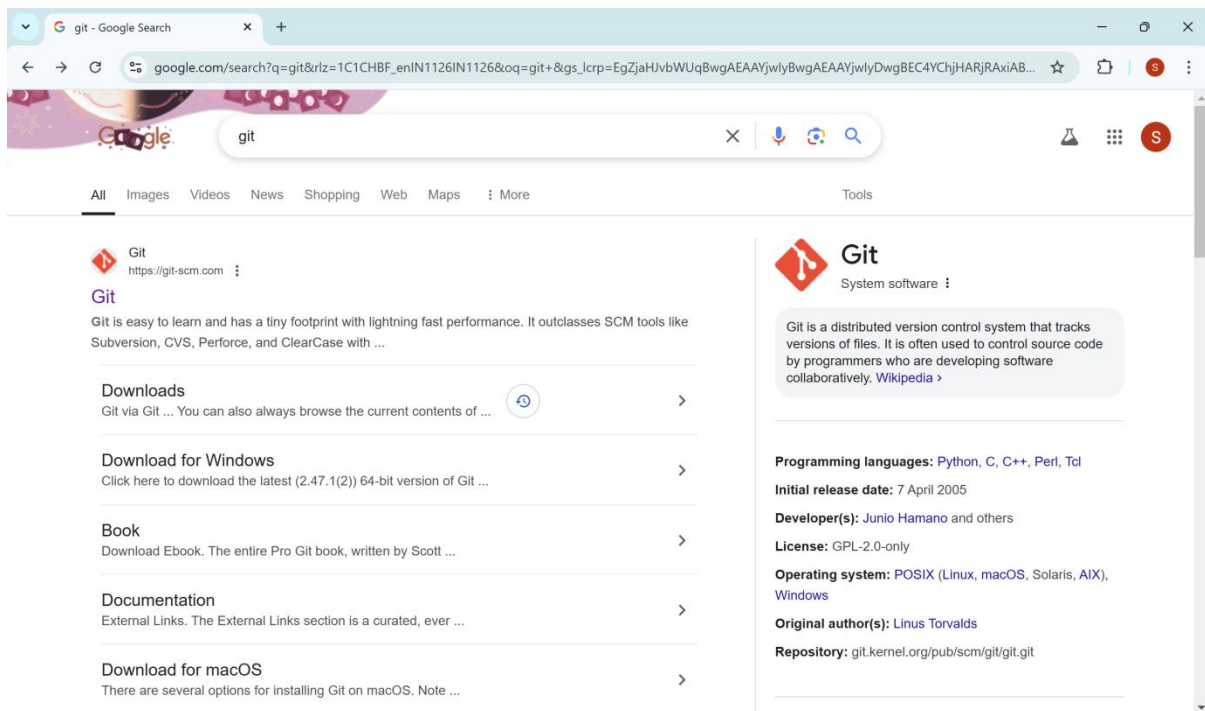 git - Google Search
google.com/search?q=git&rlz=1C1CHBF_enIN1126IN1126&oq=git+&gs_lcrp=EgZjaHJvbWUqBwgAEAAYjwIyBwgAEAAYjwIyDwgBEC4YChjHARjRAxiAB...
S
Google
git
S
All Images Videos News Shopping Web Maps More
Tools
Git
https://git-scm.com
Git
Git is easy to learn and has a tiny footprint with lightning fast performance. It outclasses SCM tools like
Subversion, CVS, Perforce, and ClearCase with ...
Downloads
Git via Git ... You can also always browse the current contents of ...
Download for Windows
Click here to download the latest (2.47.1(2)) 64-bit version of Git ...
Book
Download Ebook. The entire Pro Git book, written by Scott ...
Documentation
External Links. The External Links section is a curated, ever ...
Download for macOS
There are several options for installing Git on macOS. Note ...
Git
System software
Git is a distributed version control system that tracks
versions of files. It is often used to control source code
by programmers who are developing software
collaboratively. Wikipedia ›
Programming languages: Python, C, C++, Perl, Tcl
Initial release date: 7 April 2005
Developer(s): Junio Hamano and others
License: GPL-2.0-only
Operating system: POSIX (Linux, macOS, Solaris, AIX),
Windows
Original author(s): Linus Torvalds
Repository: git.kernel.org/pub/scm/git/git.git